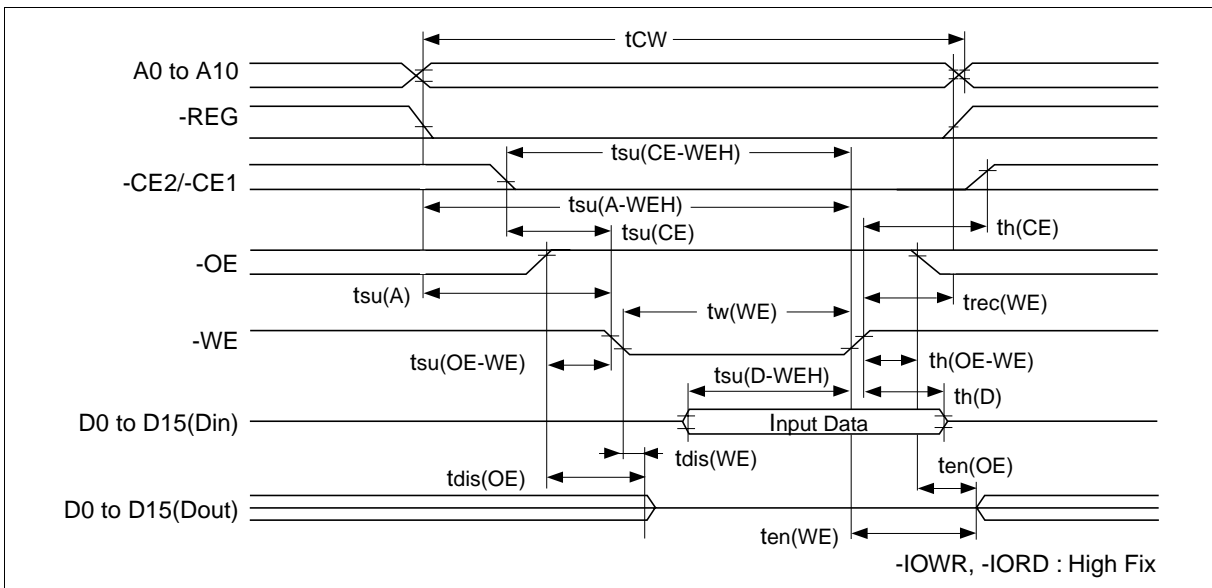 tCW
A0 to A10
-REG
tsu(CE-WEH)
-CE2/-CE1
tsu(A-WEH)
tsu(CE)
th(CE)
-OE
tsu(A)
tw(WE)
trec(WE)
-WE
tsu(OE-WE)
th(OE-WE)
tsu(D-WEH)
th(D)
D0 to D15(Din)
Input Data
tdis(WE)
ten(OE)
tdis(OE)
D0 to D15(Dout)
ten(WE)
-IOWR, -IORD : High Fix